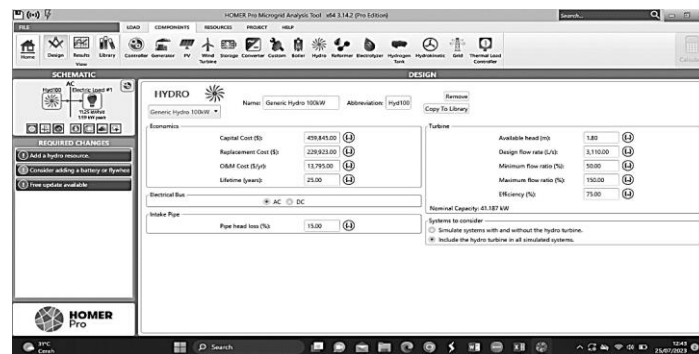 HOMER Pro Microgrid Analysis Tool x64 3.14.2 (Pro Edition)
Search...
FILE
LOAD COMPONENTS RESOURCES PROJECT HELP
Home Design Results Library Controller Generator PV Wind Turbine Storage Converter Custom Boiler Hydro Reformer Electrolyzer Hydrogen Tank Hydrokinetic Grid Thermal Load Controller
View
SCHEMATIC
DESIGN
AC
Hyd100 Electric Load #1
REQUIRED CHANGES
Add a hydro resource.
Consider adding a battery or flywhee
Free update available
HOMER
Pro
HYDRO
Name: Generic Hydro 100kW
Abbreviation: Hyd100
Remove
Copy To Library
Generic Hydro 100kW
Economics
Capital Cost ($): 459,845.00
Replacement Cost ($): 229,923.00
O&M Cost ($/yr): 13,795.00
Lifetime (years): 25.00
Electrical Bus
AC DC
Intake Pipe
Pipe head loss (%): 15.00
Turbine
Available head (m): 1.80
Design flow rate (L/s): 3,110.00
Minimum flow ratio (%): 50.00
Maximum flow ratio (%): 150.00
Efficiency (%): 75.00
Nominal Capacity: 41.187 kW
Systems to consider
Simulate systems with and without the hydro turbine.
Include the hydro turbine in all simulated systems.
31°C
Cerah
Search
12:43
25/07/2023